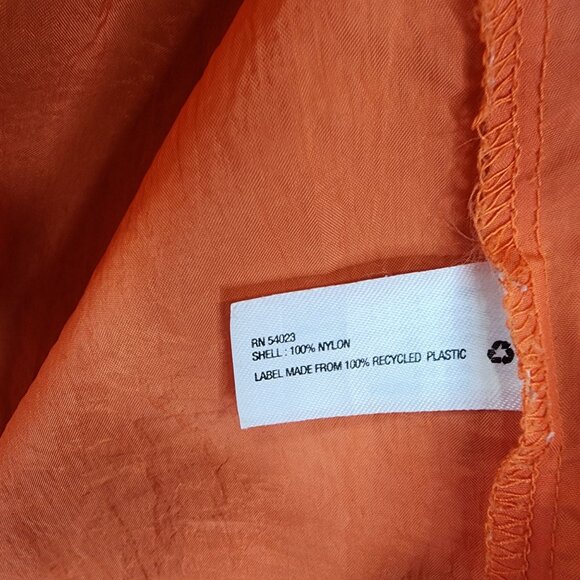 RN 54023
SHELL : 100% NYLON
LABEL MADE FROM 100% RECYCLED PLASTIC